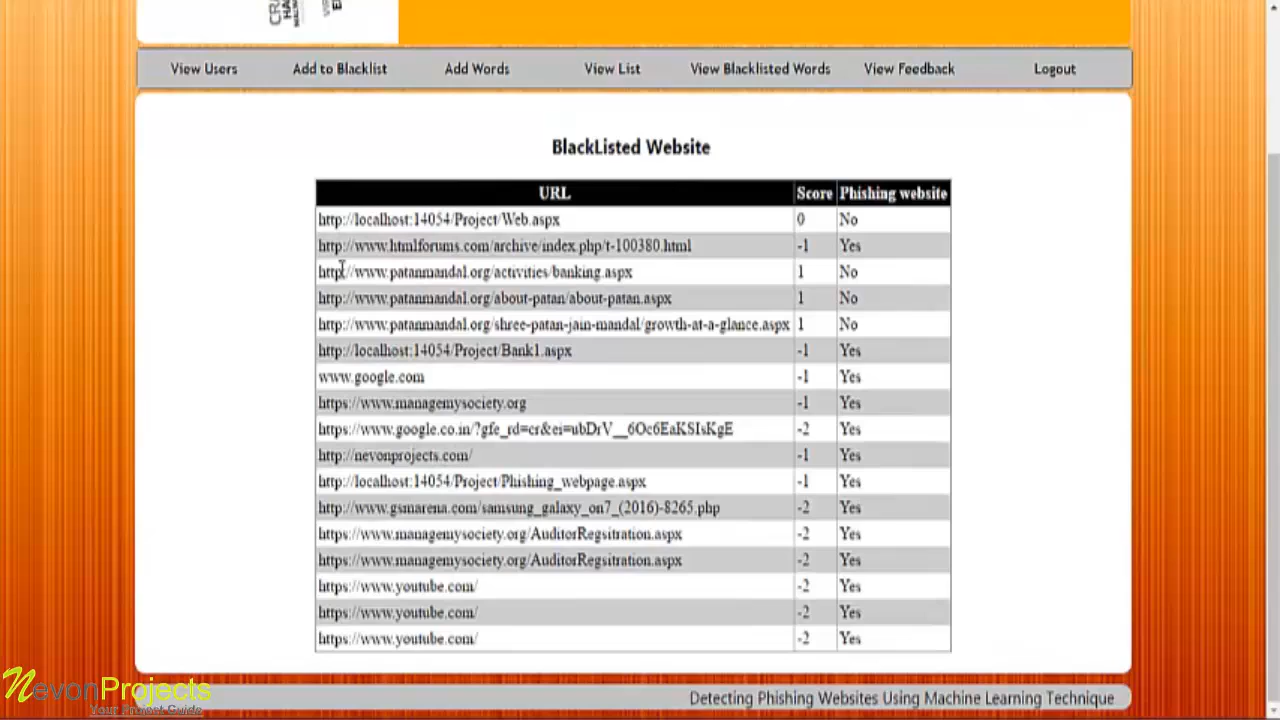 View Users Add to Blacklist Add Words View List View Blacklisted Words View Feedback Logout
BlackListed Website
URL Score Phishing website
http://localhost:14054/Project/Web.aspx 0 No
http://www.htmlforums.com/archive/index.php/t-100380.html -1 Yes
http://www.patanmandal.org/activities/banking.aspx 1 No
http://www.patanmandal.org/about-patan/about-patan.aspx 1 No
http://www.patanmandal.org/shree-patan-jain-mandal/growth-at-a-glance.aspx 1 No
http://localhost:14054/Project/Bank1.aspx -1 Yes
www.google.com -1 Yes
https://www.managemysociety.org -1 Yes
https://www.google.co.in/?gfe_rd=cr&ei=ubDrV__6Oc6EaKSIsKgE -2 Yes
http://nevonprojects.com/ -1 Yes
http://localhost:14054/Project/Phishing_webpage.aspx -1 Yes
http://www.gsmarena.com/samsung_galaxy_on7_(2016)-8265.php -2 Yes
https://www.managemysociety.org/AuditorRegsitration.aspx -2 Yes
https://www.managemysociety.org/AuditorRegsitration.aspx -2 Yes
https://www.youtube.com/ -2 Yes
https://www.youtube.com/ -2 Yes
https://www.youtube.com/ -2 Yes
NevonProjects
Your Project Guide
Detecting Phishing Websites Using Machine Learning Technique